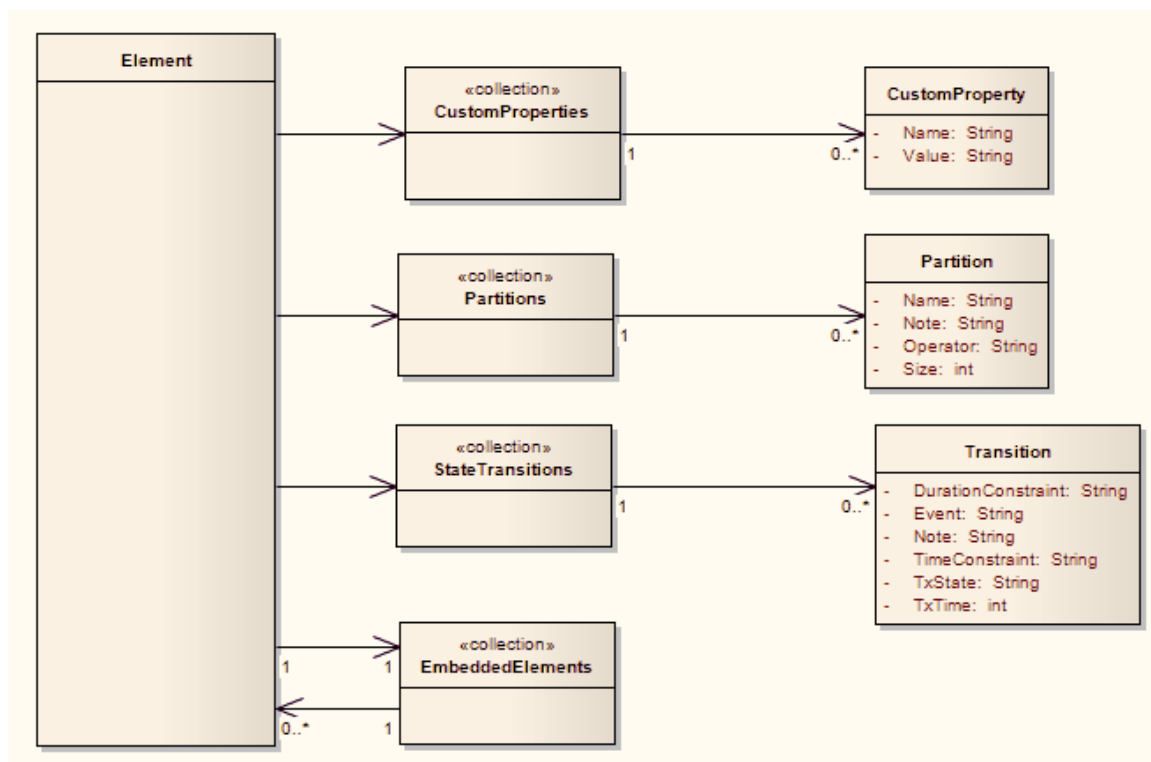 Element
«collection»
CustomProperties
1
0..*
CustomProperty
- Name: String
- Value: String
«collection»
Partitions
1
0..*
Partition
- Name: String
- Note: String
- Operator: String
- Size: int
«collection»
StateTransitions
1
0..*
Transition
- DurationConstraint: String
- Event: String
- Note: String
- TimeConstraint: String
- TxState: String
- TxTime: int
1
1
«collection»
EmbeddedElements
0..*
1